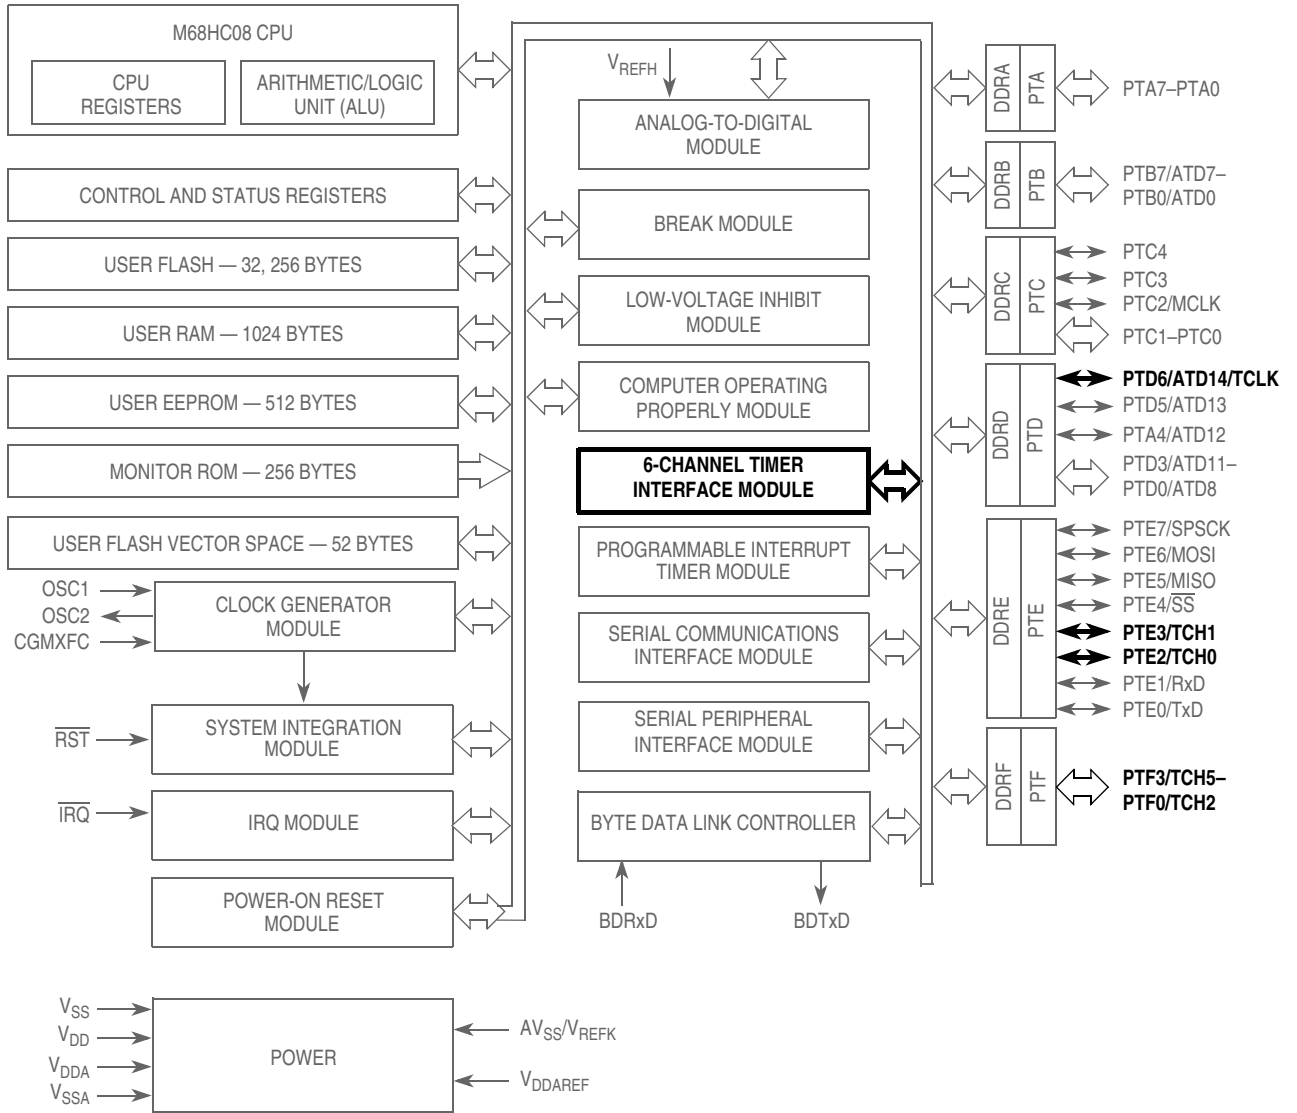 M68HC08 CPU
CPU
REGISTERS
ARITHMETIC/LOGIC
UNIT (ALU)
CONTROL AND STATUS REGISTERS
USER FLASH — 32, 256 BYTES
USER RAM — 1024 BYTES
USER EEPROM — 512 BYTES
MONITOR ROM — 256 BYTES
USER FLASH VECTOR SPACE — 52 BYTES
OSC1
OSC2
CGMXFC
CLOCK GENERATOR
MODULE
RST
SYSTEM INTEGRATION
MODULE
IRQ
IRQ MODULE
POWER-ON RESET
MODULE
VSS
VDD
VDDA
VSSA
POWER
AVSS/VREFK
VDDAREF
VREFH
ANALOG-TO-DIGITAL
MODULE
BREAK MODULE
LOW-VOLTAGE INHIBIT
MODULE
COMPUTER OPERATING
PROPERLY MODULE
6-CHANNEL TIMER
INTERFACE MODULE
PROGRAMMABLE INTERRUPT
TIMER MODULE
SERIAL COMMUNICATIONS
INTERFACE MODULE
SERIAL PERIPHERAL
INTERFACE MODULE
BYTE DATA LINK CONTROLLER
BDRxD
BDTxD
DDRA
PTA
PTA7–PTA0
DDRB
PTB
PTB7/ATD7–
PTB0/ATD0
DDRC
PTC
PTC4
PTC3
PTC2/MCLK
PTC1–PTC0
DDRD
PTD
PTD6/ATD14/TCLK
PTD5/ATD13
PTA4/ATD12
PTD3/ATD11–
PTD0/ATD8
DDRE
PTE
PTE7/SPSCK
PTE6/MOSI
PTE5/MISO
PTE4/SS
PTE3/TCH1
PTE2/TCH0
PTE1/RxD
PTE0/TxD
DDRF
PTF
PTF3/TCH5–
PTF0/TCH2